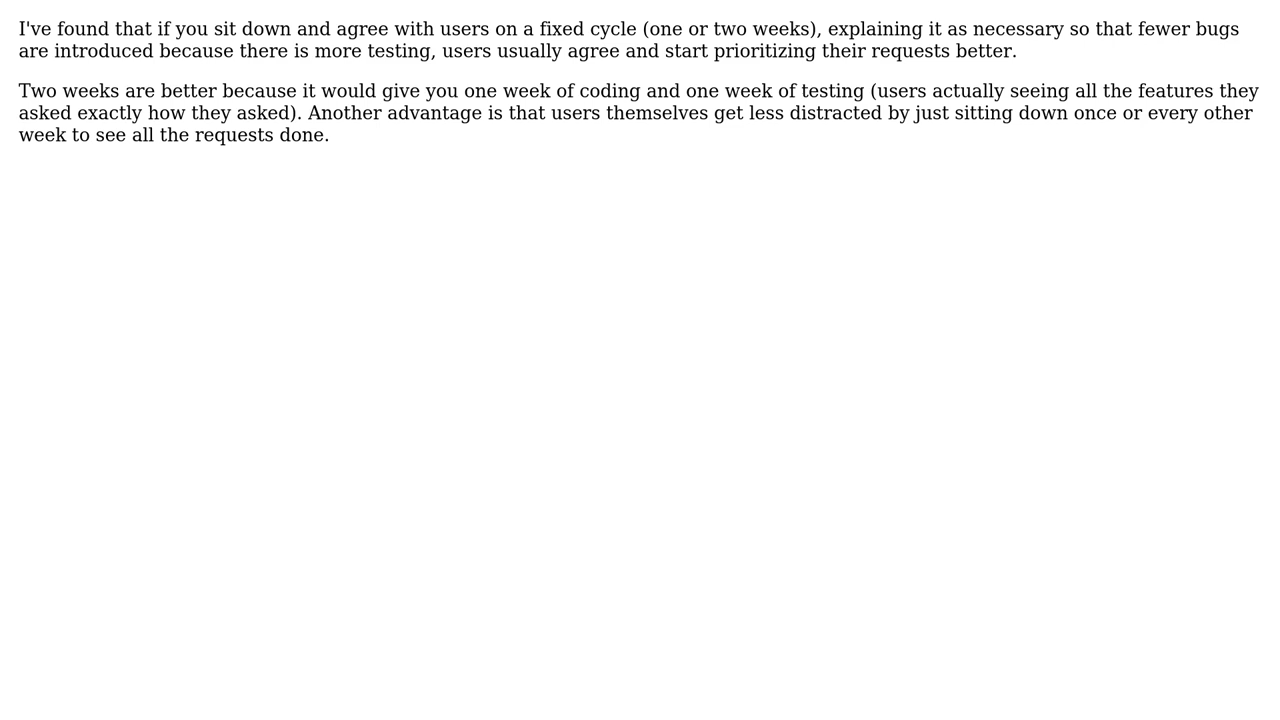 I've found that if you sit down and agree with users on a fixed cycle (one or two weeks), explaining it as necessary so that fewer bugs
are introduced because there is more testing, users usually agree and start prioritizing their requests better.
Two weeks are better because it would give you one week of coding and one week of testing (users actually seeing all the features they
asked exactly how they asked). Another advantage is that users themselves get less distracted by just sitting down once or every other
week to see all the requests done.